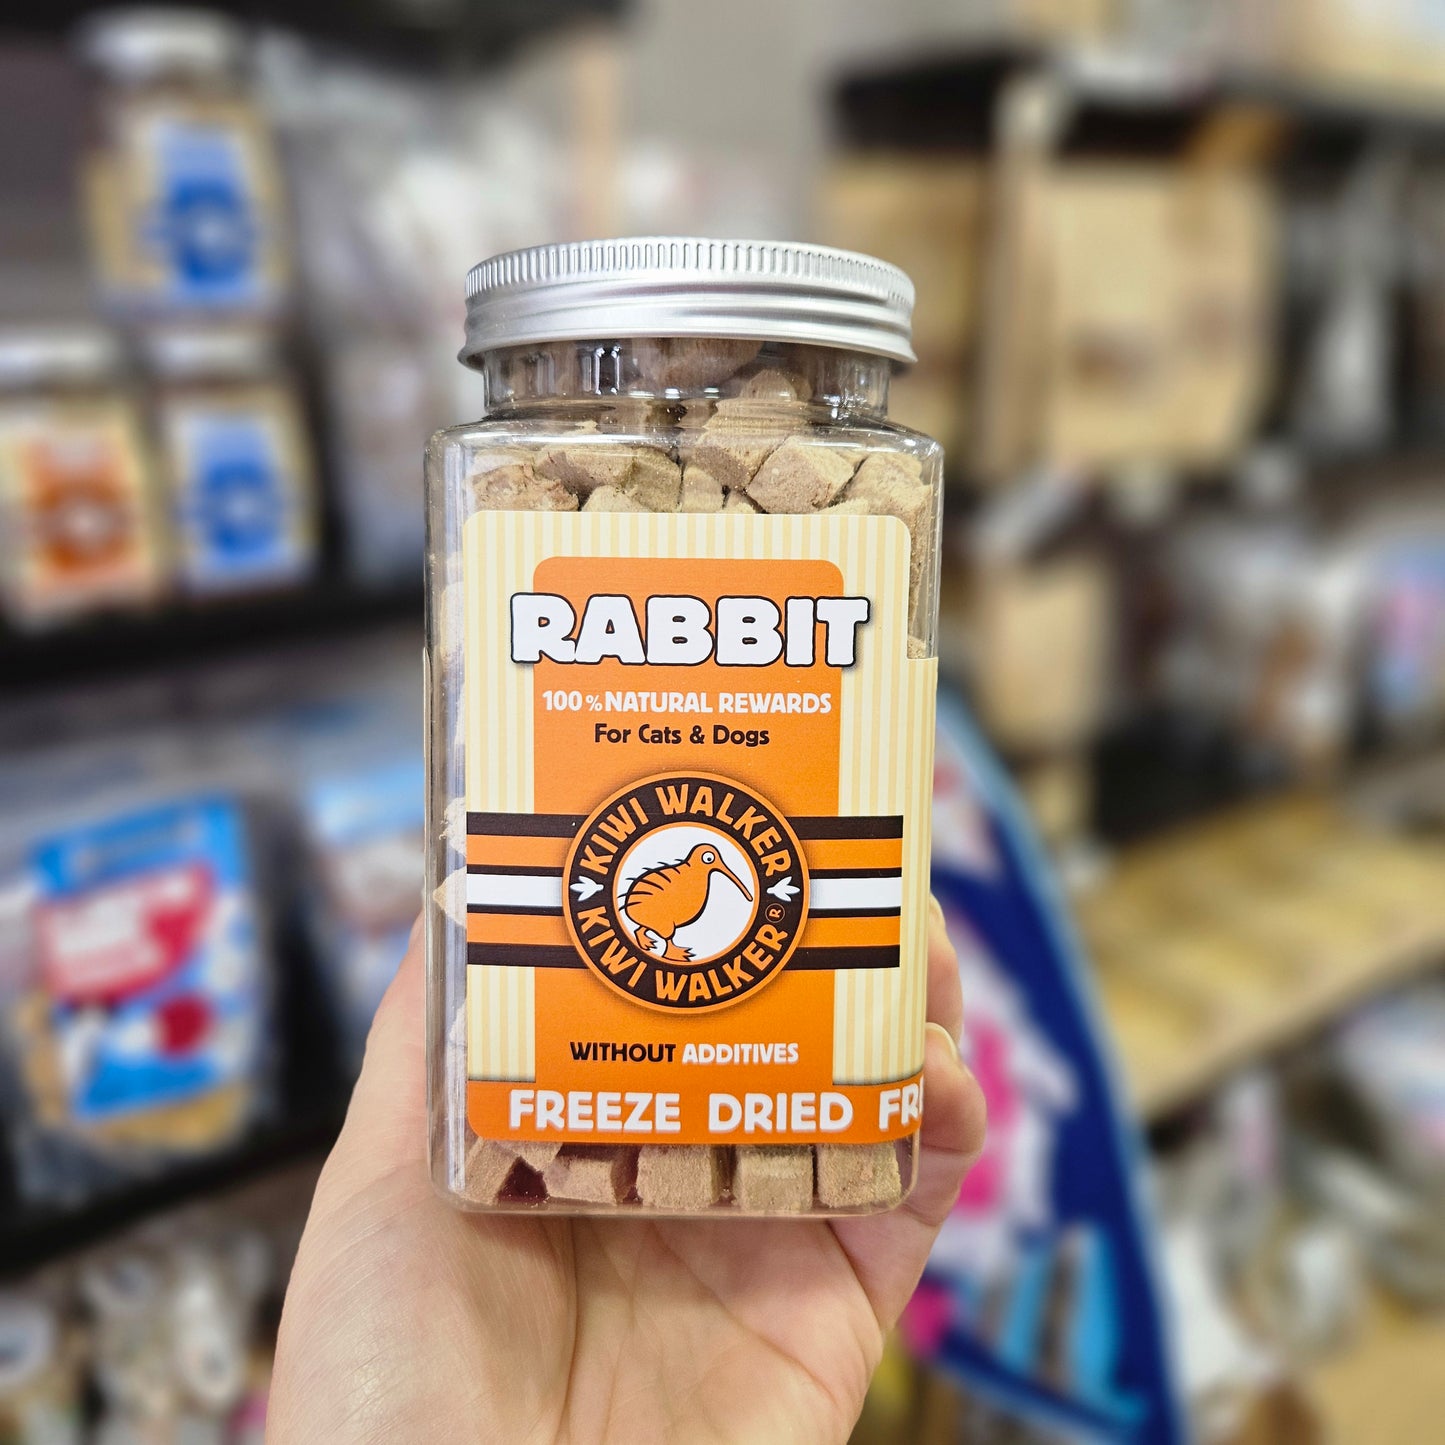 RABBIT
100% NATURAL REWARDS
For Cats & Dogs
KIWI WALKER
KIWI WALKER®
WITHOUT ADDITIVES
FREEZE DRIED